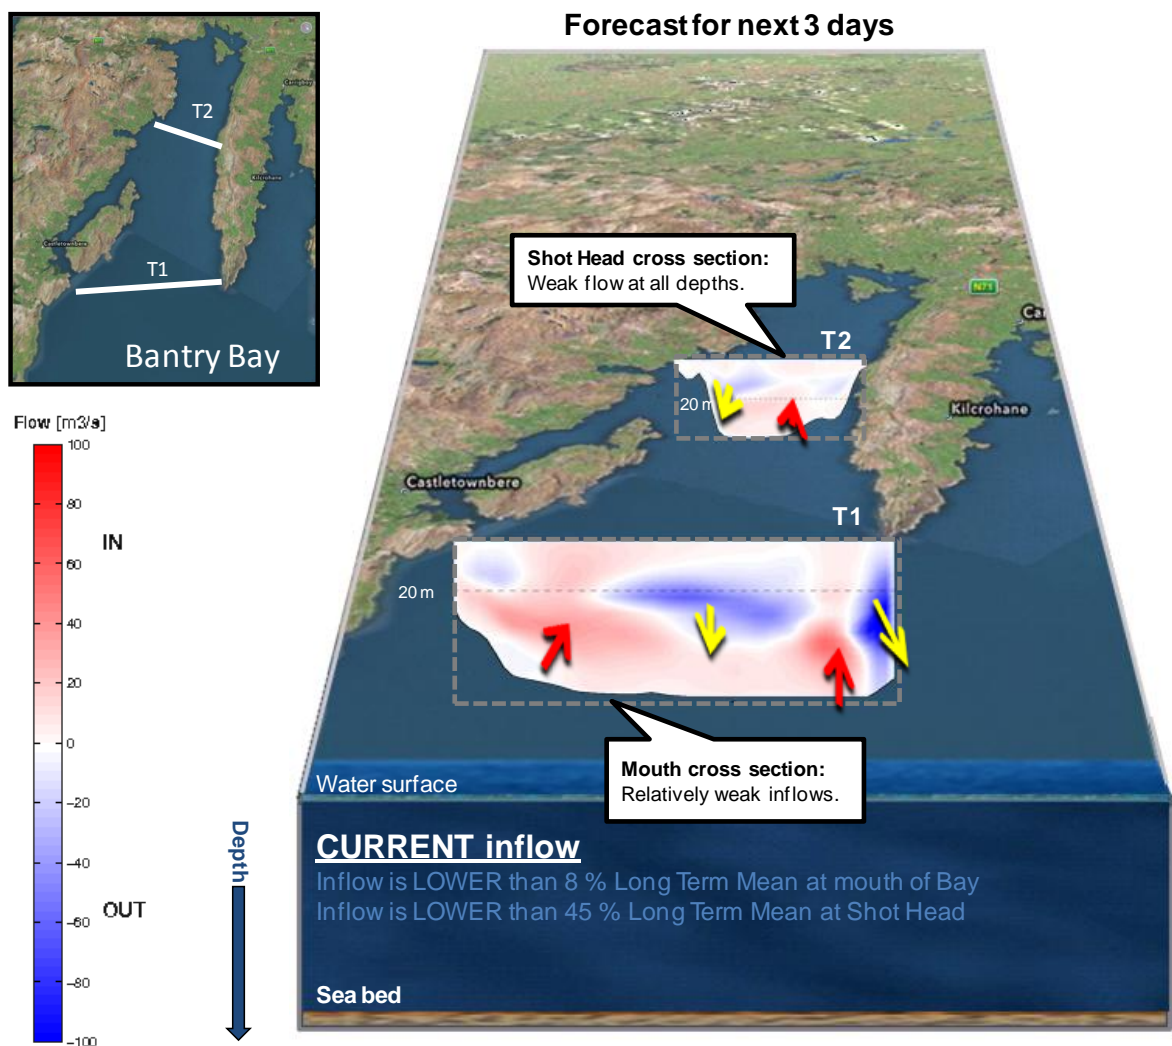 Forecast for next 3 days
T2
T1
Bantry Bay
Castletownbere
Kilcrohane
Flow [m3/s]
100
80
60
40
20
0
-20
-40
-60
-80
-100
IN
OUT
Depth
Shot Head cross section:
Weak flow at all depths.
N71
T2
20 m
Kilcrohane
Castletownbere
T1
20 m
Mouth cross section:
Relatively weak inflows.
Water surface
CURRENT inflow
Inflow is LOWER than 8 % Long Term Mean at mouth of Bay
Inflow is LOWER than 45 % Long Term Mean at Shot Head
Sea bed